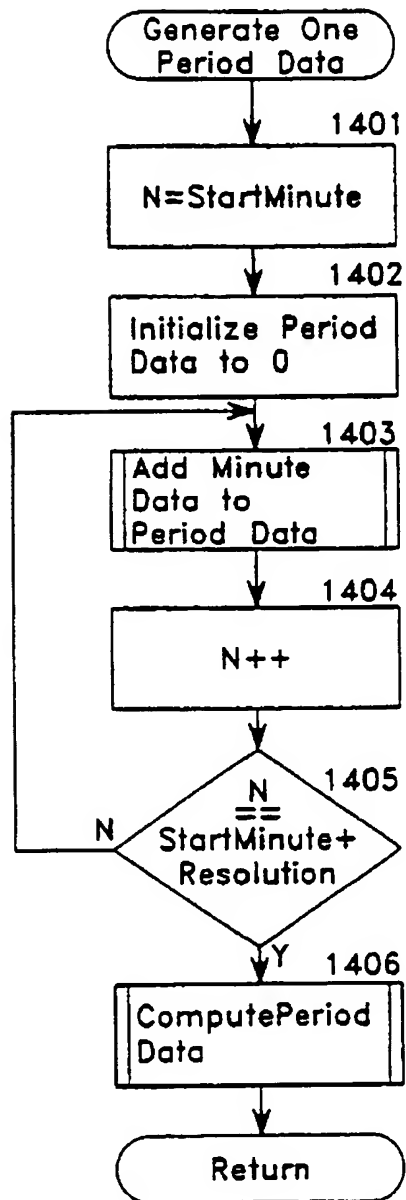 Generate One
Period Data
1401
N=StartMinute
1402
Initialize Period
Data to 0
1403
Add Minute
Data to
Period Data
1404
N++
1405
N
==
StartMinute+
Resolution
N
Y
1406
ComputePeriod
Data
Return